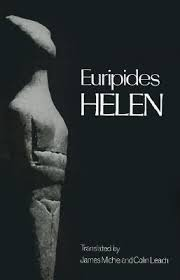 Euripides
HELEN
Translated by
James Michie and Colin Leach